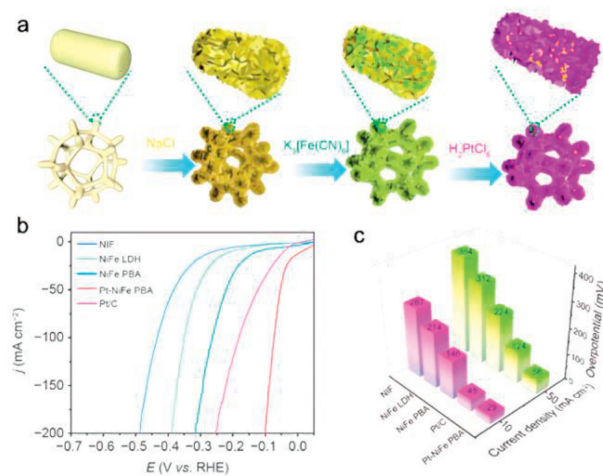 a
NaCl
K₃[Fe(CN)₆]
H₂PtCl₆
b
j (mA cm⁻²)
0
−50
−100
−150
−200
NIF
NiFe LDH
NiFe PBA
Pt-NiFe PBA
Pt/C
−0.7 −0.6 −0.5 −0.4 −0.3 −0.2 −0.1 0.0
E (V vs. RHE)
c
312
224
124
214
29
400
300
200
100
0
Overpotential (mV)
NIF
NiFe LDH
NiFe PBA
Pt/C
Pt-NiFe PBA
10
50
Current density (mA cm⁻²)